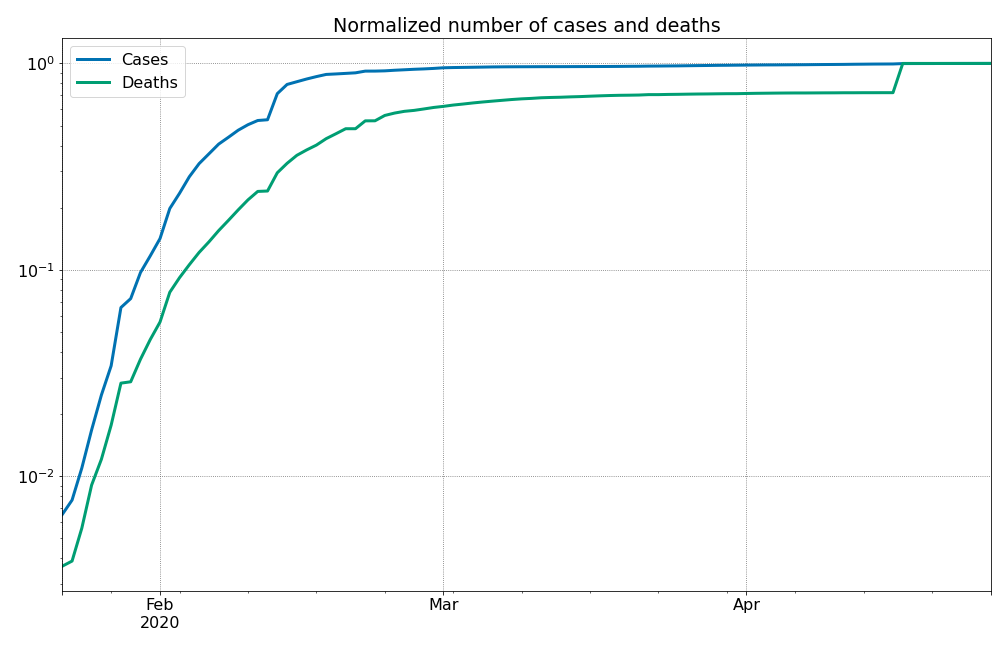 Normalized number of cases and deaths
Cases
Deaths
10⁰
10⁻¹
10⁻²
Feb
2020
Mar
Apr